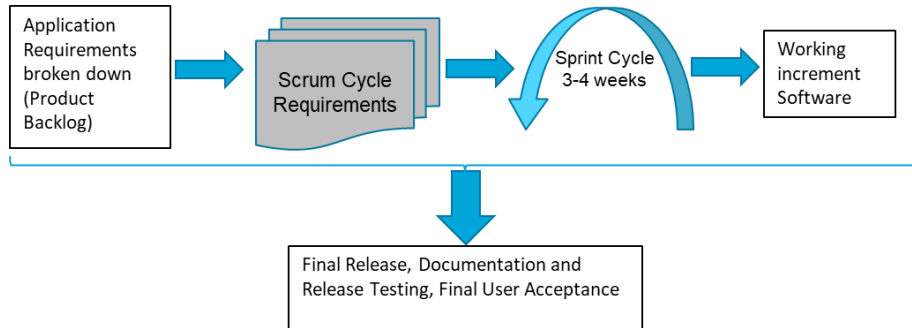 Application
Requirements
broken down
(Product
Backlog)
Scrum Cycle
Requirements
Sprint Cycle
3-4 weeks
Working
increment
Software
Final Release, Documentation and
Release Testing, Final User Acceptance